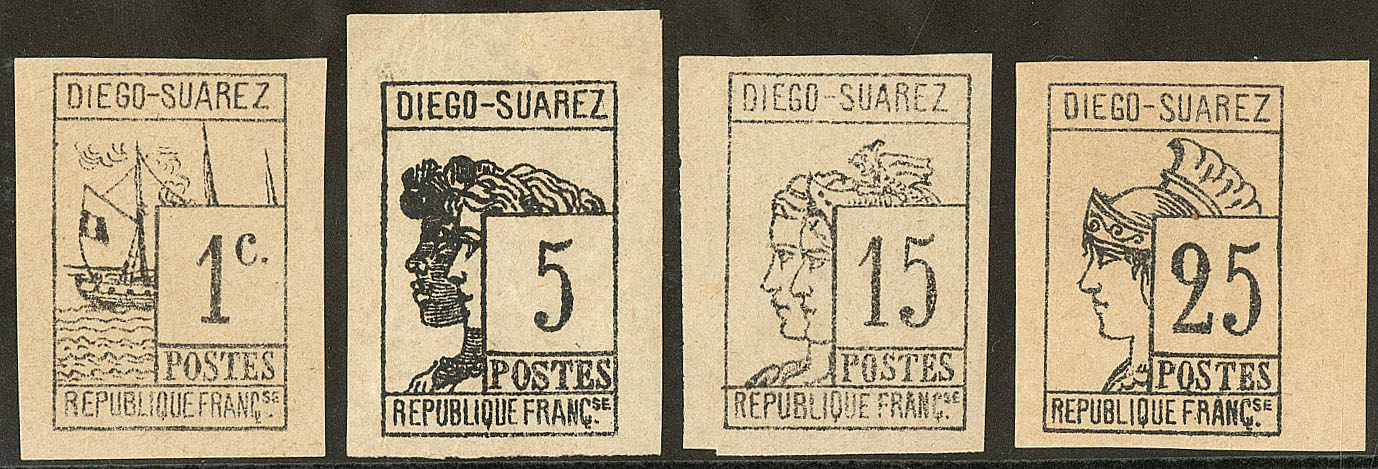 DIEGO-SUAREZ
1c.
POSTES
REPUBLIQUE FRANÇSE.
DIEGO-SUAREZ
5
POSTES
REPUBLIQUE FRANÇSE.
DIEGO-SUAREZ
15
POSTES
REPUBLIQUE FRANÇSE.
DIEGO-SUAREZ
25
POSTES
REPUBLIQUE FRANÇSE.